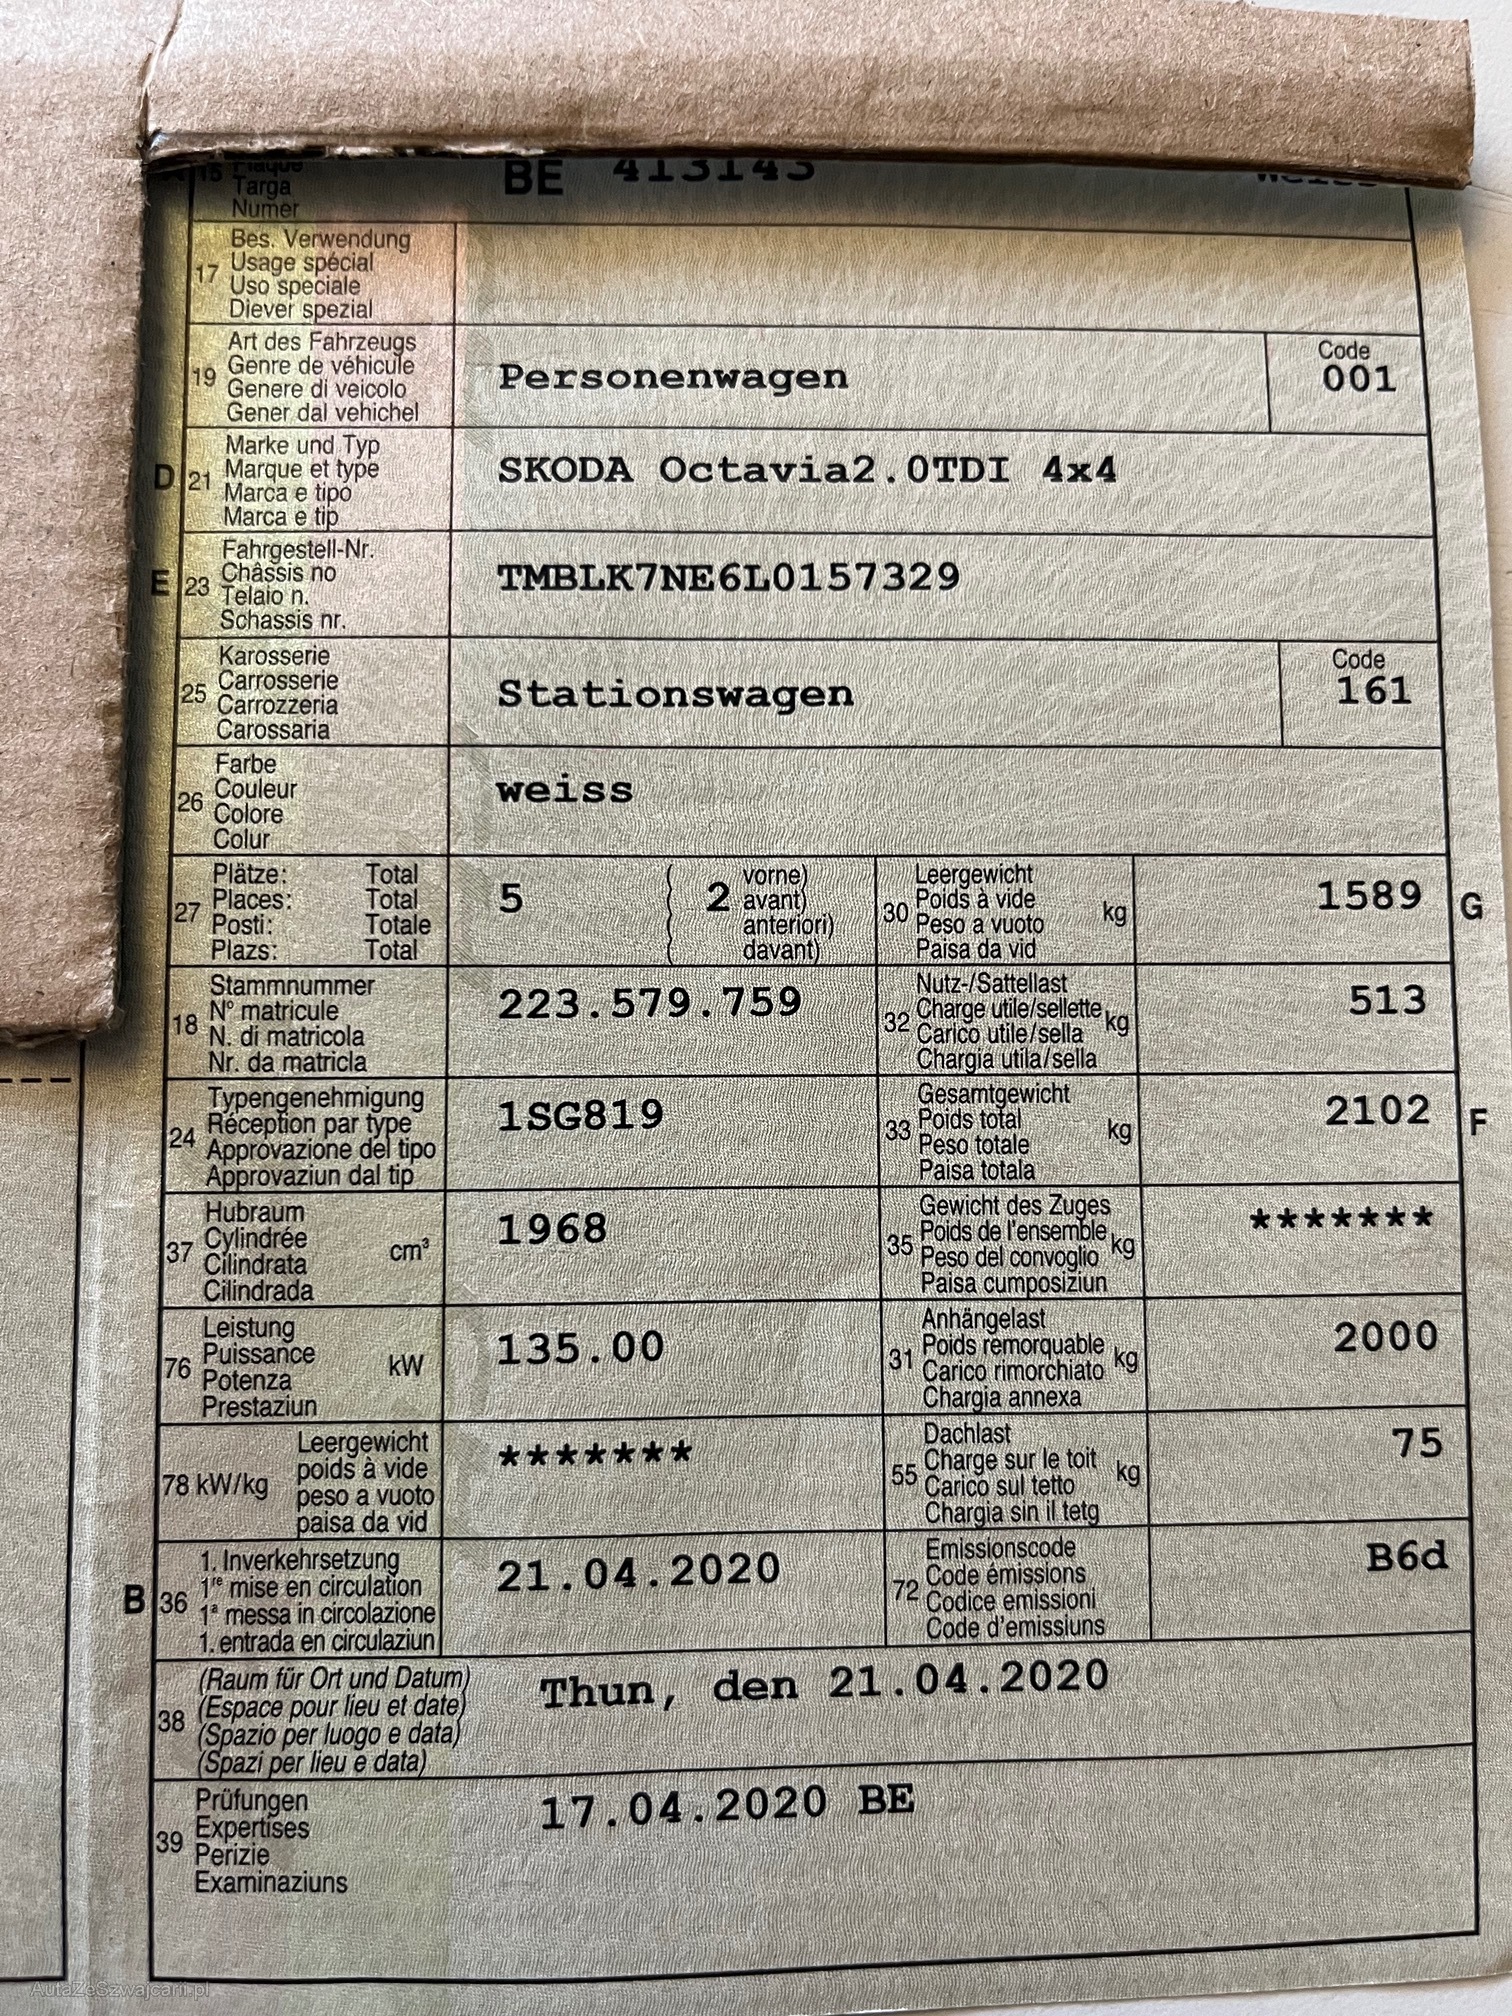 15 Plaque
Targa
Numer
BE 413143 weiss
17 Bes. Verwendung
Usage spécial
Uso speciale
Diever spezial
19 Art des Fahrzeugs
Genre de véhicule
Genere di veicolo
Gener dal vehichel
Personenwagen
Code
001
D 21 Marke und Typ
Marque et type
Marca e tipo
Marca e tip
SKODA Octavia2.0TDI 4x4
E 23 Fahrgestell-Nr.
Châssis no
Telaio n.
Schassis nr.
TMBLK7NE6L0157329
25 Karosserie
Carrosserie
Carrozzeria
Carossaria
Stationswagen
Code
161
26 Farbe
Couleur
Colore
Colur
weiss
27 Plätze: Total
Places: Total
Posti: Totale
Plazs: Total
5 ( 2 vorne)
( avant)
( anteriori)
( davant)
30 Leergewicht
Poids à vide
Peso a vuoto
Paisa da vid
kg
1589 G
18 Stammnummer
N° matricule
N. di matricola
Nr. da matricla
223.579.759
32 Nutz-/Sattellast
Charge utile/sellette
Carico utile/sella
Chargia utila/sella
kg
513
24 Typengenehmigung
Réception par type
Approvazione del tipo
Approvaziun dal tip
1SG819
33 Gesamtgewicht
Poids total
Peso totale
Paisa totala
kg
2102 F
37 Hubraum
Cylindrée
Cilindrata
Cilindrada
cm³
1968
35 Gewicht des Zuges
Poids de l'ensemble
Peso del convoglio
Paisa cumposiziun
kg
*******
76 Leistung
Puissance
Potenza
Prestaziun
kW
135.00
31 Anhängelast
Poids remorquable
Carico rimorchiato
Chargia annexa
kg
2000
78 kW/kg Leergewicht
poids à vide
peso a vuoto
paisa da vid
*******
55 Dachlast
Charge sur le toit
Carico sul tetto
Chargia sin il tetg
kg
75
B 36 1. Inverkehrsetzung
1re mise en circulation
1a messa in circolazione
1. entrada en circulaziun
21.04.2020
72 Emissionscode
Code émissions
Codice emissioni
Code d'emissiuns
B6d
38 (Raum für Ort und Datum)
(Espace pour lieu et date)
(Spazio per luogo e data)
(Spazi per lieu e data)
Thun, den 21.04.2020
39 Prüfungen
Expertises
Perizie
Examinaziuns
17.04.2020 BE
AutaZeSzwajcarii.pl